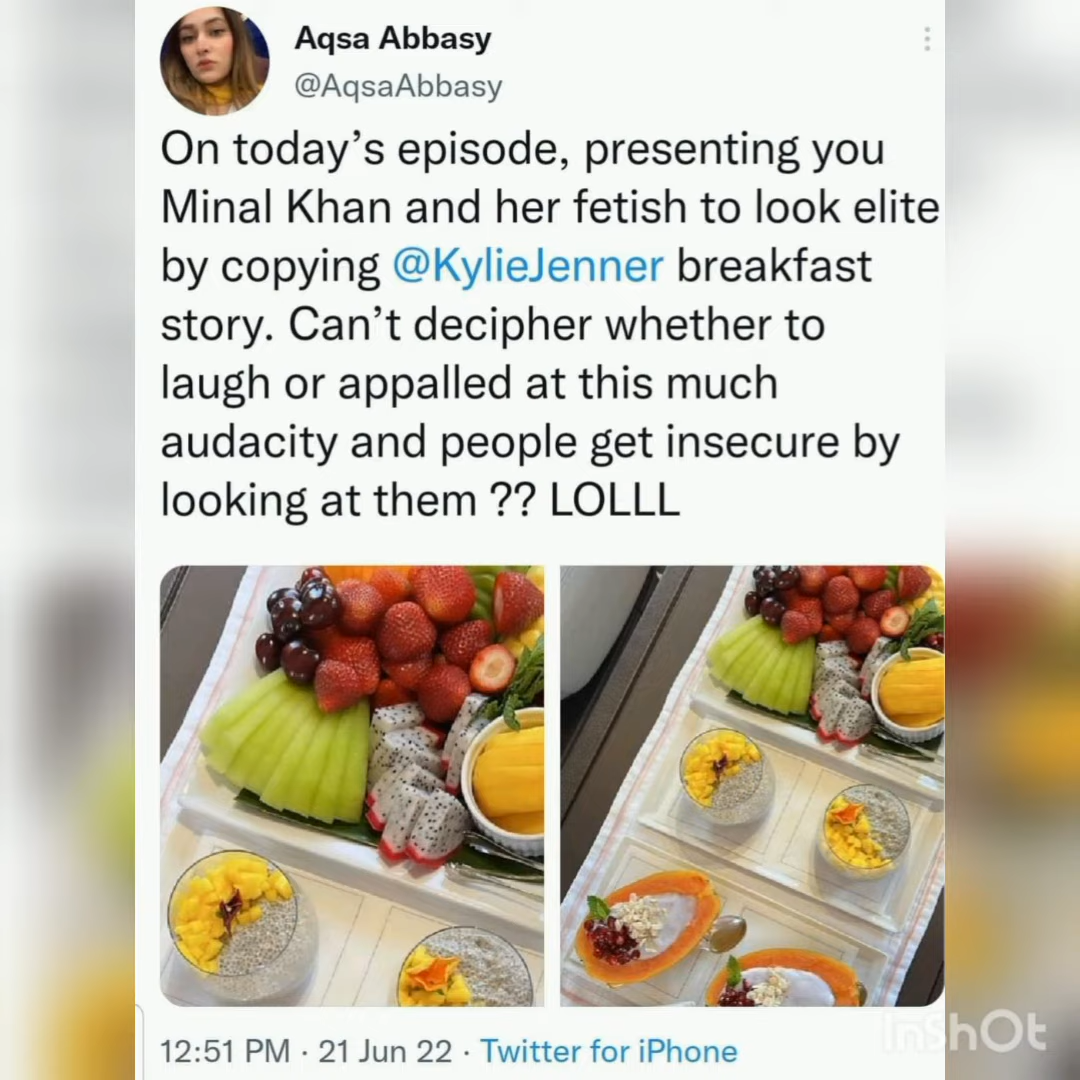 Aqsa Abbasy
@AqsaAbbasy
On today’s episode, presenting you
Minal Khan and her fetish to look elite
by copying @KylieJenner breakfast
story. Can’t decipher whether to
laugh or appalled at this much
audacity and people get insecure by
looking at them ?? LOLLL
12:51 PM · 21 Jun 22 · Twitter for iPhone
InShOt